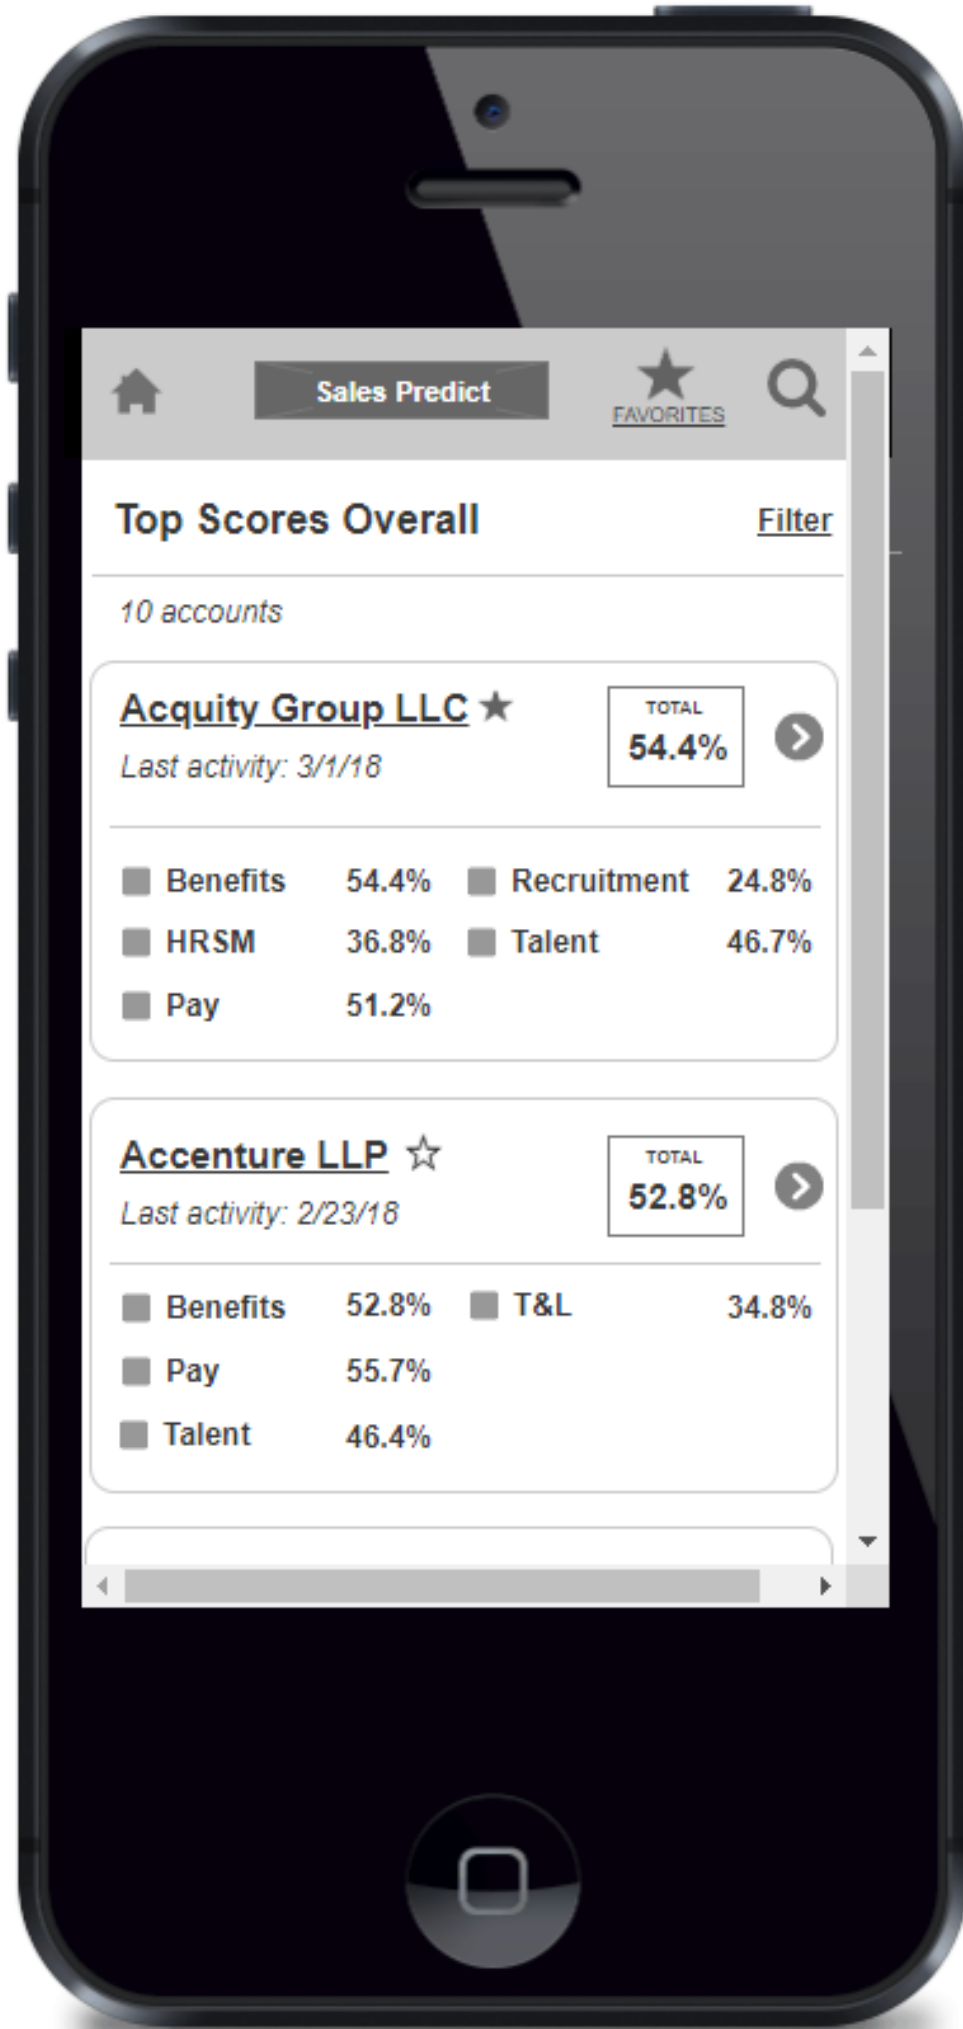 Sales Predict
FAVORITES
Top Scores Overall
Filter
10 accounts
Acquity Group LLC
TOTAL
54.4%
Last activity: 3/1/18
Benefits 54.4% Recruitment 24.8%
HRSM 36.8% Talent 46.7%
Pay 51.2%
Accenture LLP
TOTAL
52.8%
Last activity: 2/23/18
Benefits 52.8% T&L 34.8%
Pay 55.7%
Talent 46.4%